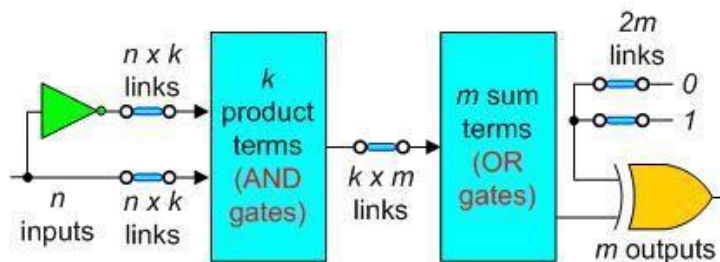 n x k
links
n
inputs
n x k
links
k
product
terms
(AND
gates)
k x m
links
m sum
terms
(OR
gates)
2m
links
0
1
m outputs